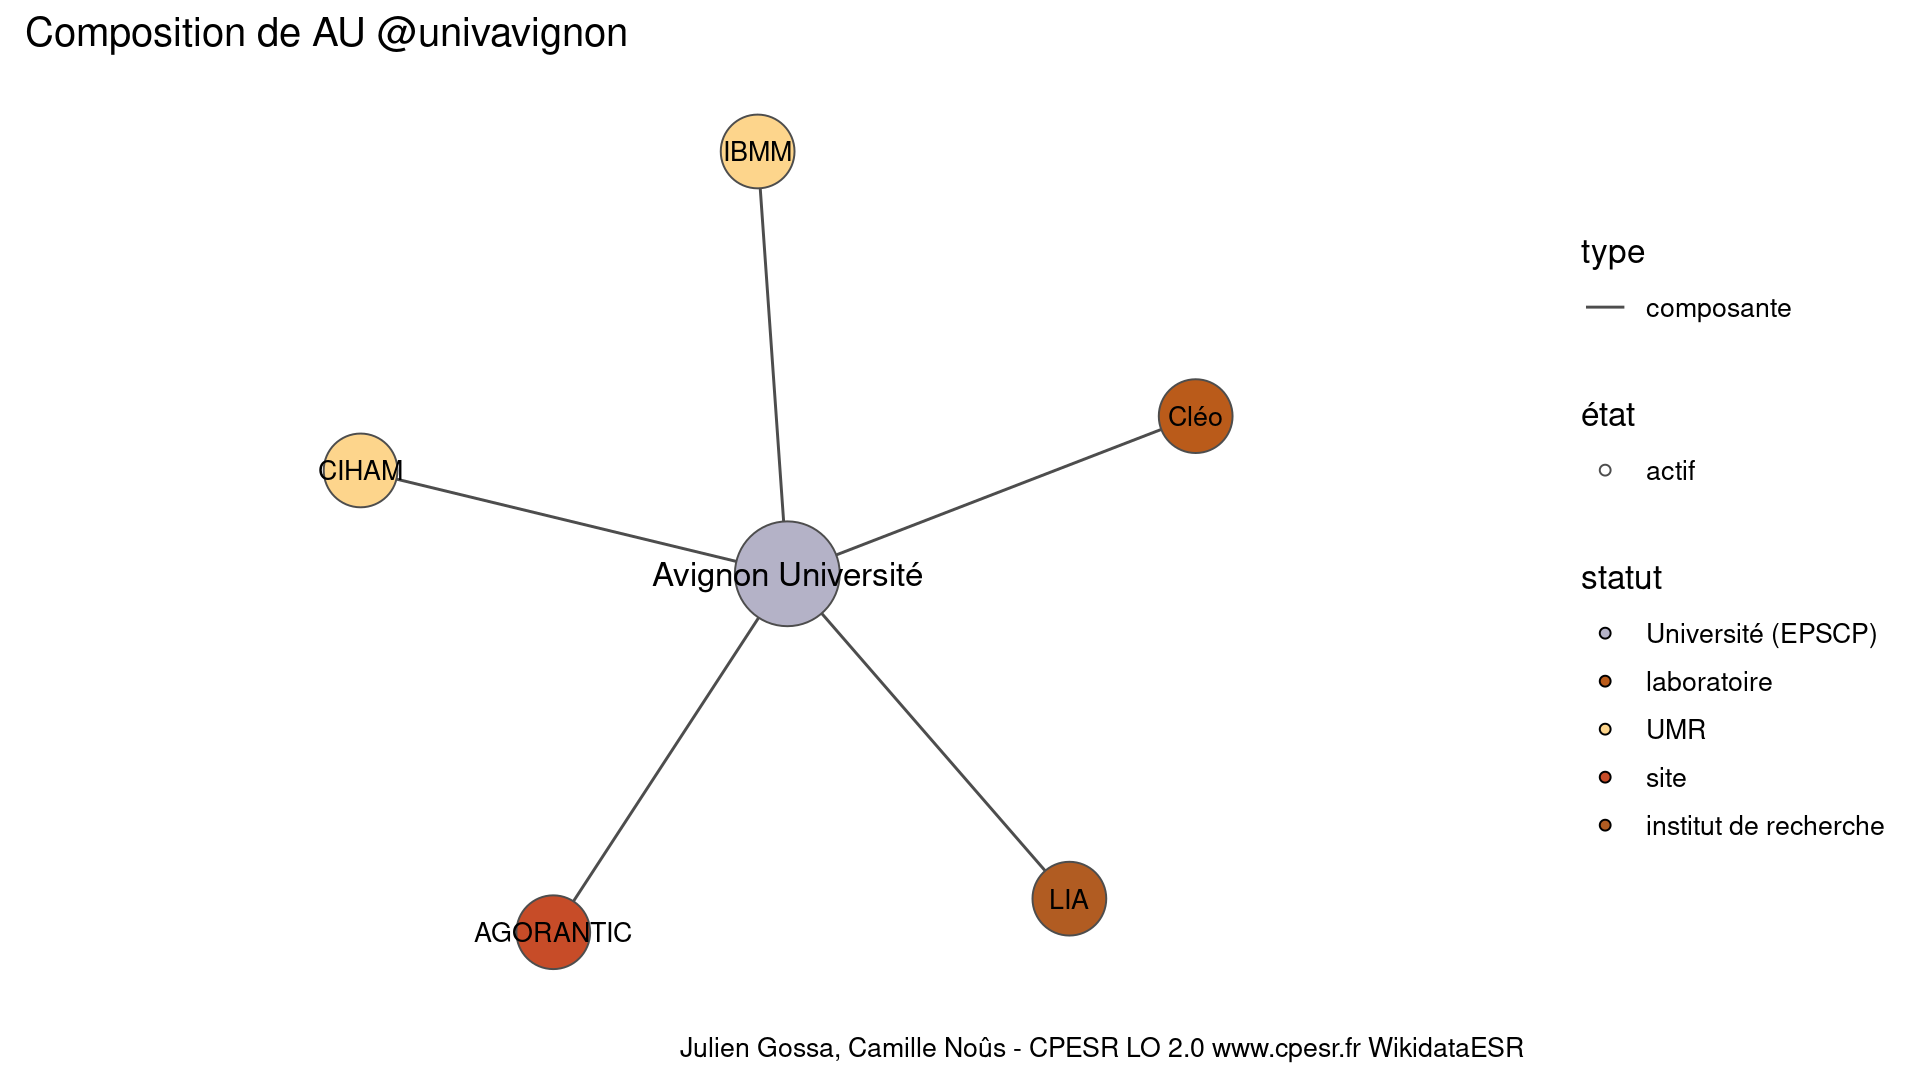 Composition de AU @univavignon
IBMM
Cléo
CIHAM
Avignon Université
LIA
AGORANTIC
type
composante
état
actif
statut
Université (EPSCP)
laboratoire
UMR
site
institut de recherche
Julien Gossa, Camille Noûs - CPESR LO 2.0 www.cpesr.fr WikidataESR